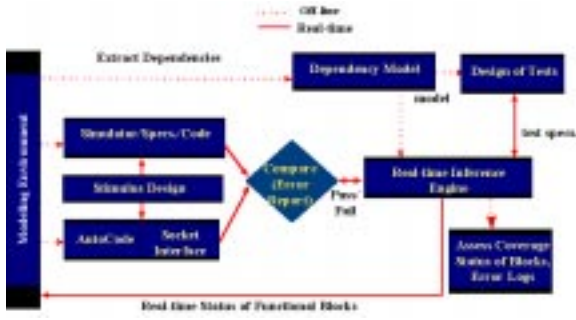 Off-line
Real-time
Extract Dependencies
Dependency Model
Design of Tests
model
test specs
Simulator/Specs./Code
Compare
(Error
Report)
Real-time Inference
Engine
Pass/
Fail
Stimulus Design
Modeling Environment
AutoCode
Socket
Interface
Assess Coverage
Status of Blocks,
Error Logs
Real-time Status of Functional Blocks